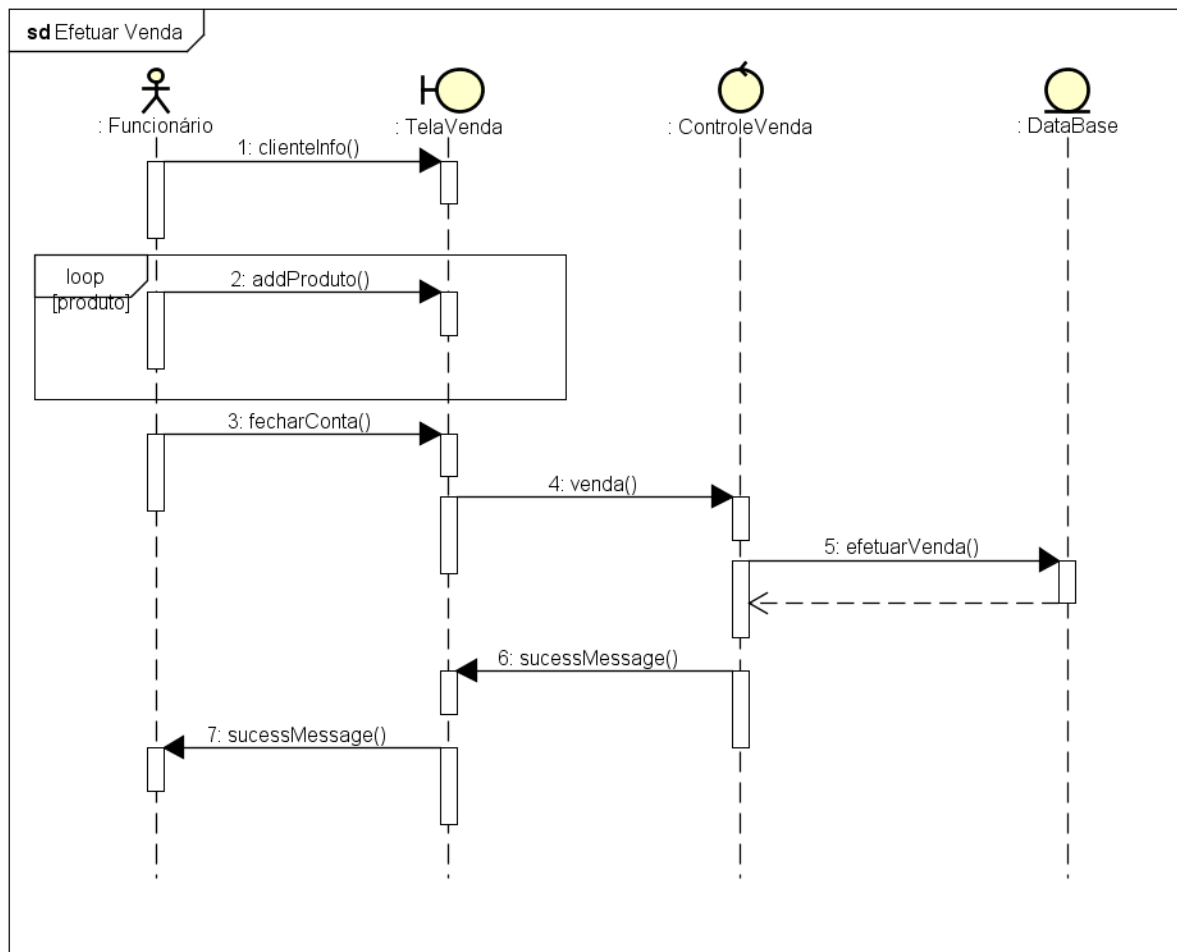 sd Efetuar Venda
: Funcionário
: TelaVenda
: ControleVenda
: DataBase
1: clienteInfo()
loop
[produto]
2: addProduto()
3: fecharConta()
4: venda()
5: efetuarVenda()
6: sucessMessage()
7: sucessMessage()